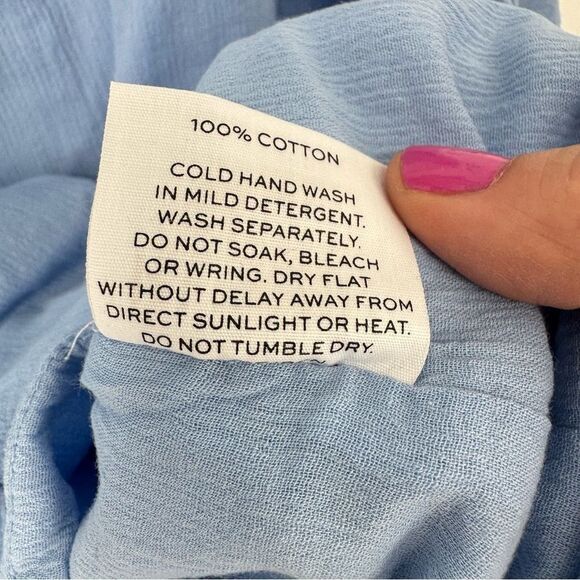 100% COTTON
COLD HAND WASH
IN MILD DETERGENT.
WASH SEPARATELY.
DO NOT SOAK, BLEACH
OR WRING. DRY FLAT
WITHOUT DELAY AWAY FROM
DIRECT SUNLIGHT OR HEAT.
DO NOT TUMBLE DRY.